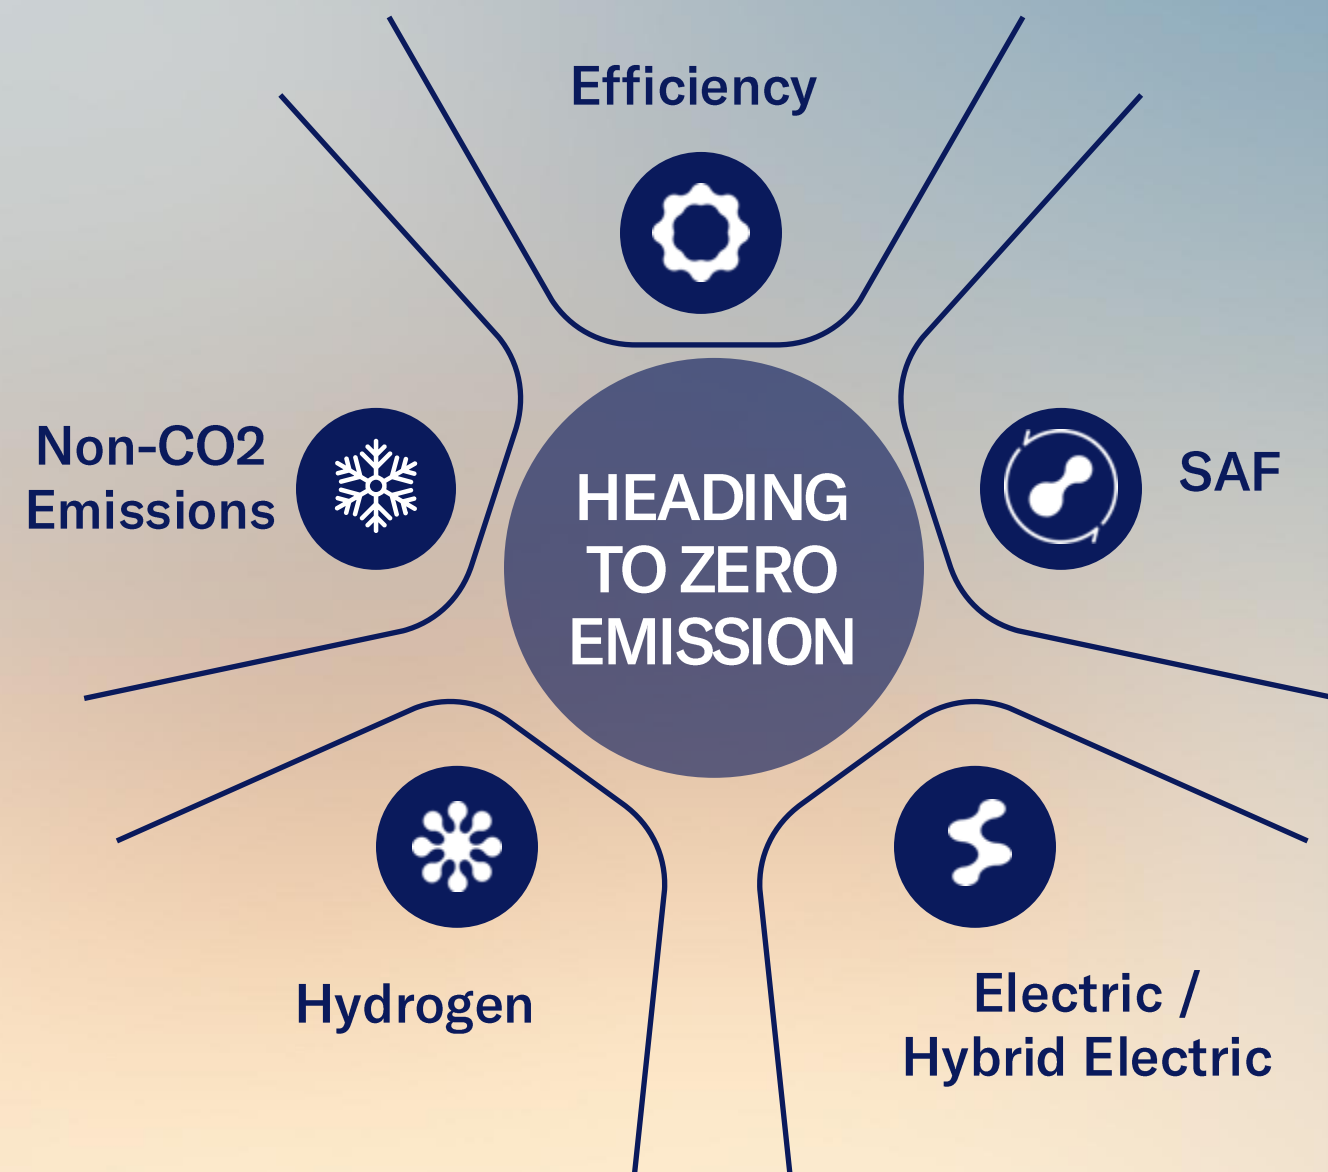 Efficiency
Non-CO2
Emissions
HEADING
TO ZERO
EMISSION
SAF
Hydrogen
Electric /
Hybrid Electric